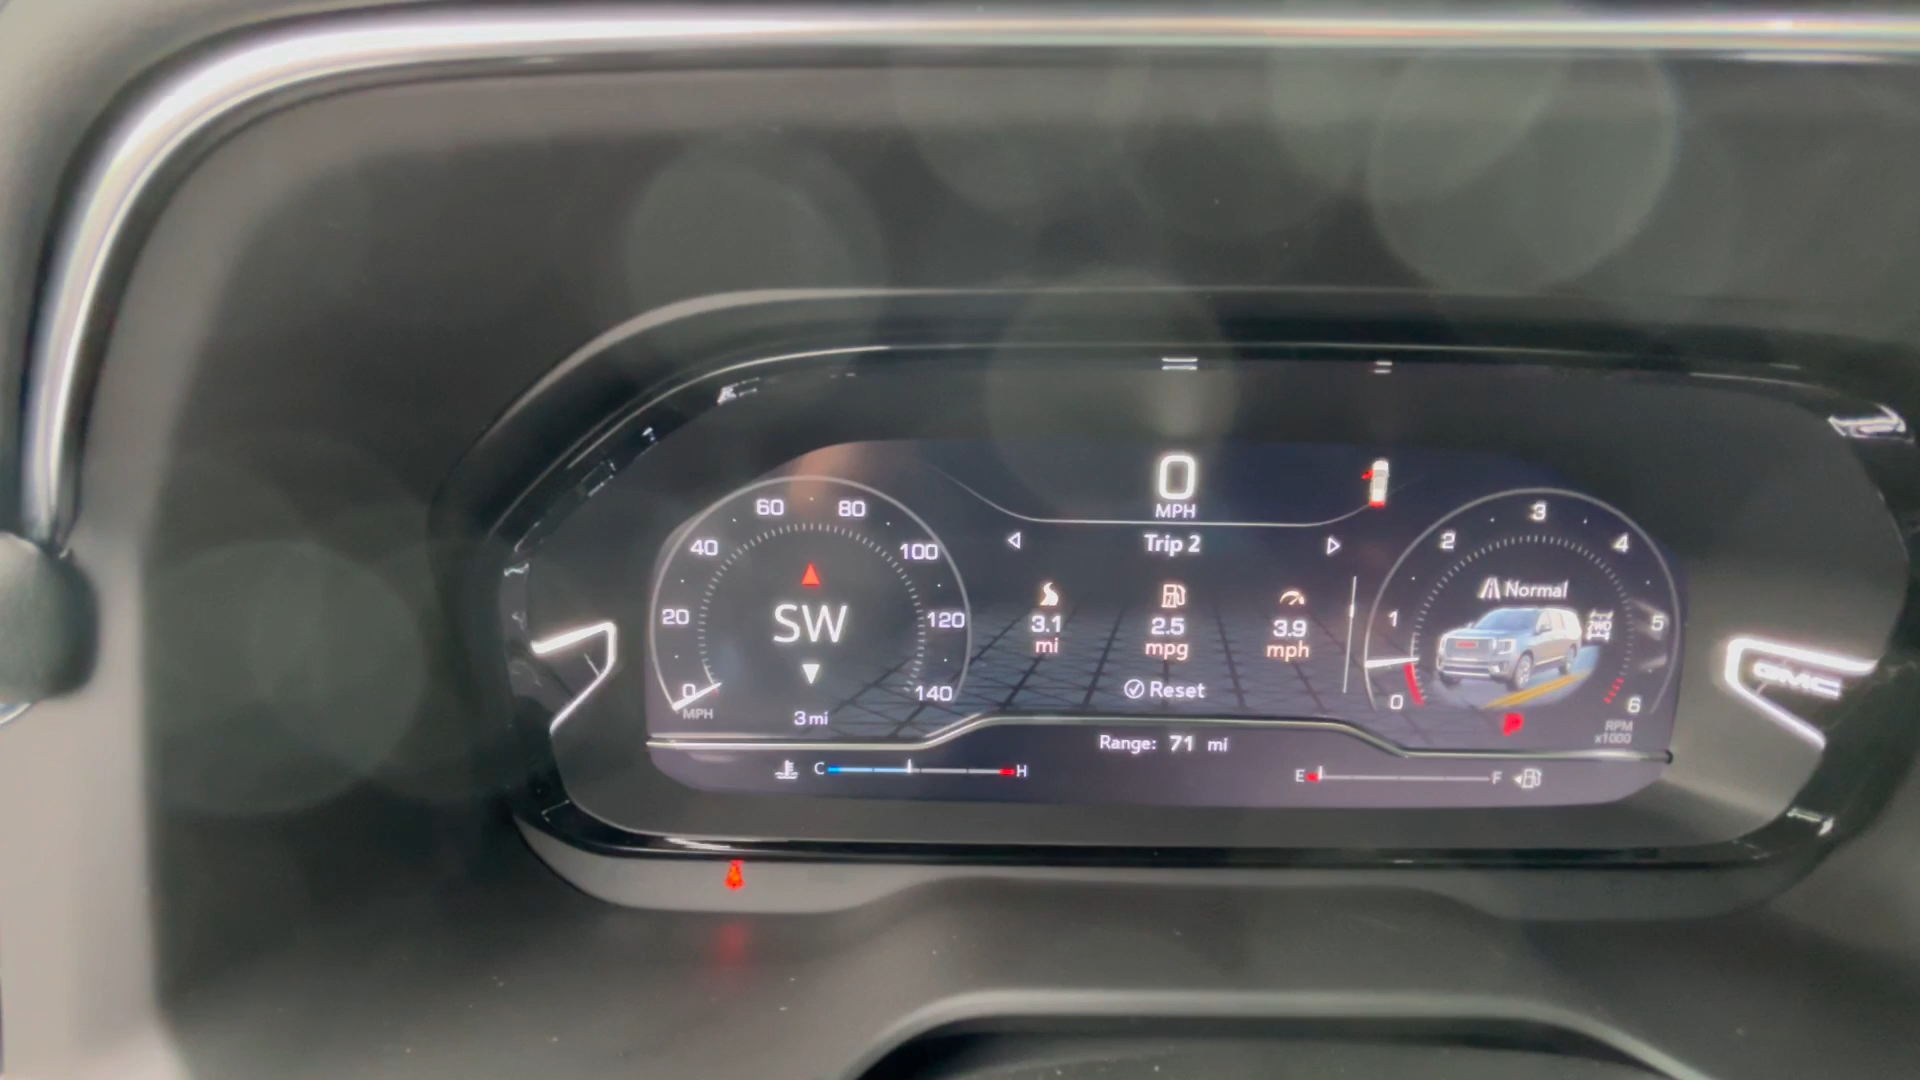 0
MPH
Trip 2
3.1
mi
2.5
mpg
3.9
mph
Reset
0
20
40
60
80
100
120
140
MPH
SW
3 mi
Range: 71 mi
C
H
0
1
2
3
4
5
6
Normal
2WD
P
RPM
x1000
E
F
GMC